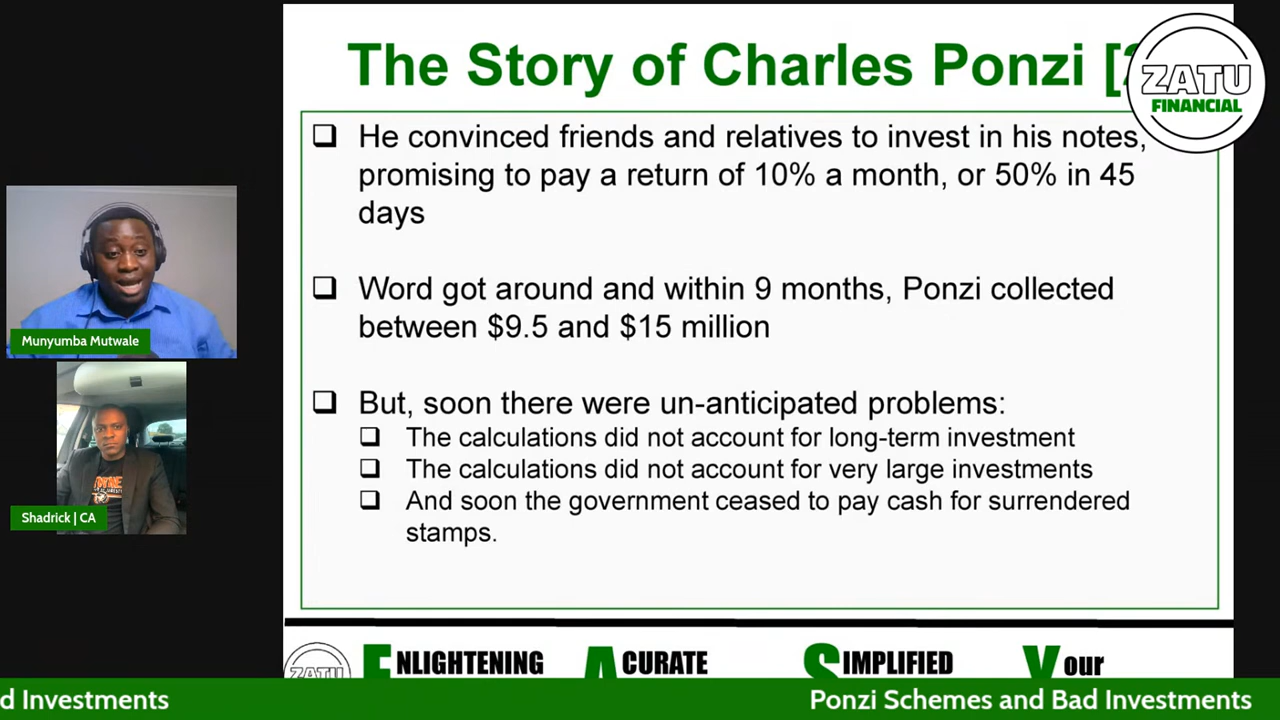 The Story of Charles Ponzi [2
ZATU
FINANCIAL
He convinced friends and relatives to invest in his notes,
promising to pay a return of 10% a month, or 50% in 45
days
Word got around and within 9 months, Ponzi collected
between $9.5 and $15 million
But, soon there were un-anticipated problems:
The calculations did not account for long-term investment
The calculations did not account for very large investments
And soon the government ceased to pay cash for surrendered
stamps.
Munyumba Mutwale
Shadrick | CA
ZATU
ENLIGHTENING ACURATE SIMPLIFIED Your
d Investments
Ponzi Schemes and Bad Investments